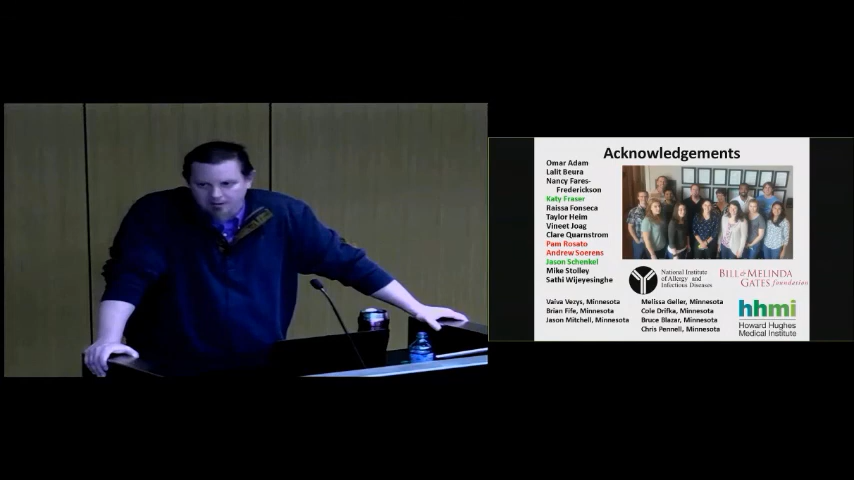 Acknowledgements
Omar Adam
Lalit Beura
Nancy Fares-
Frederickson
Katy Fraser
Raissa Fonseca
Taylor Heim
Vineet Joag
Clare Quarnstrom
Pam Rosato
Andrew Soerens
Jason Schenkel
Mike Stolley
Sathi Wijeyesinghe
National Institute
of Allergy and
Infectious Diseases
BILL & MELINDA
GATES foundation
Vaiva Vezys, Minnesota
Brian Fife, Minnesota
Jason Mitchell, Minnesota
Melissa Geller, Minnesota
Cole Drifka, Minnesota
Bruce Blazar, Minnesota
Chris Pennell, Minnesota
hhmi
Howard Hughes
Medical Institute